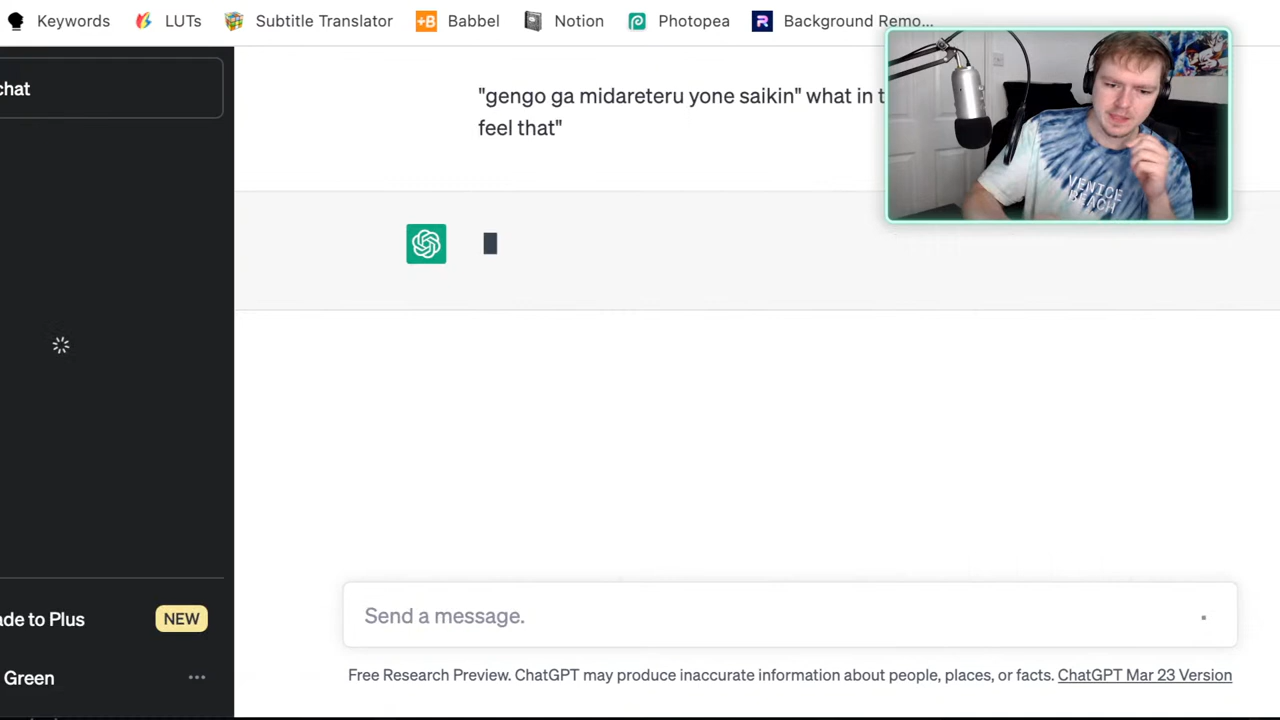 Keywords LUTs Subtitle Translator +B Babbel Notion Photopea R Background Remo...
chat
"gengo ga midareteru yone saikin" what in t
feel that"
VENICE
BEACH
ade to Plus NEW
Send a message.
Free Research Preview. ChatGPT may produce inaccurate information about people, places, or facts. ChatGPT Mar 23 Version
Green ...